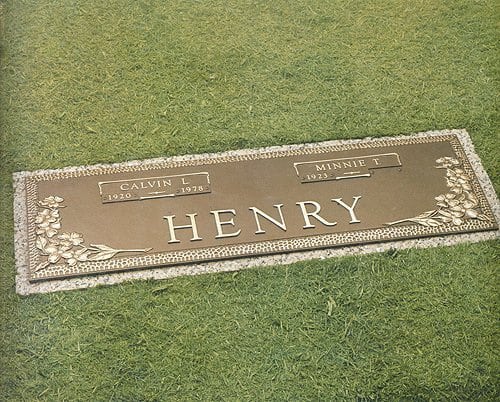 CALVIN L
1920 1978
MINNIE T
1923
HENRY